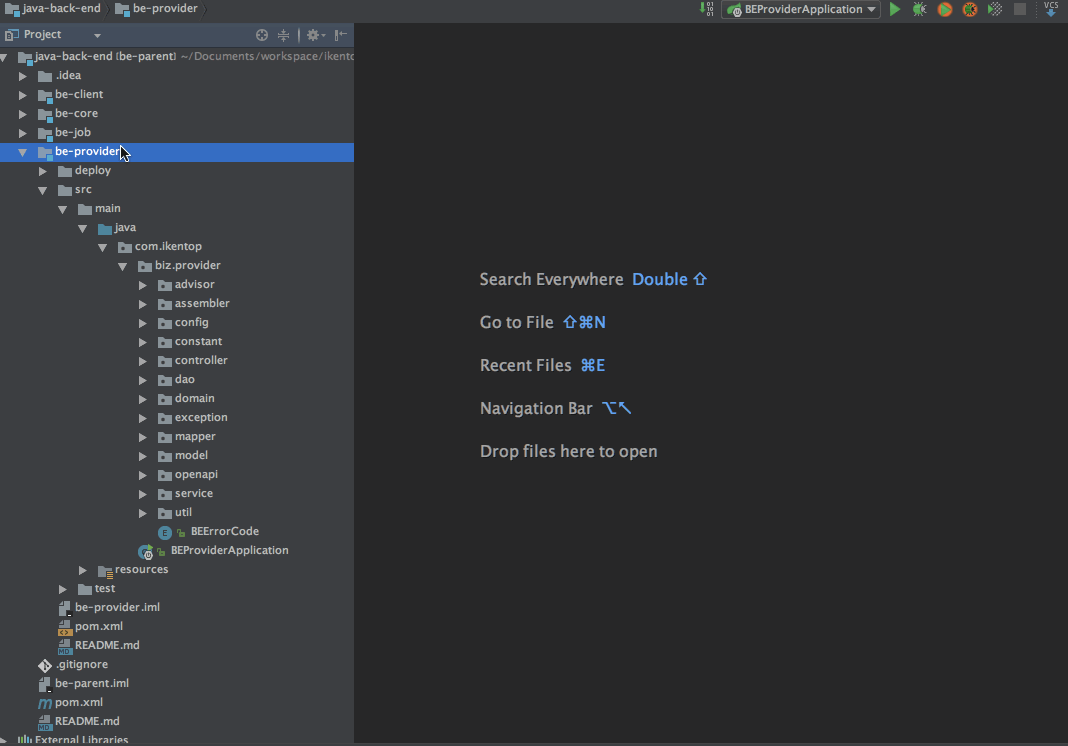 java-back-end be-provider BEProviderApplication VCS
Project
java-back-end [be-parent] ~/Documents/workspace/ikento
.idea
be-client
be-core
be-job
be-provider
deploy
src
main
java
com.ikentop
biz.provider
advisor
assembler
config
constant
controller
dao
domain
exception
mapper
model
openapi
service
util
BEErrorCode
BEProviderApplication
resources
test
be-provider.iml
pom.xml
README.md
.gitignore
be-parent.iml
pom.xml
README.md
External Libraries
Search Everywhere Double ⇧
Go to File ⇧⌘N
Recent Files ⌘E
Navigation Bar ⌥↖
Drop files here to open